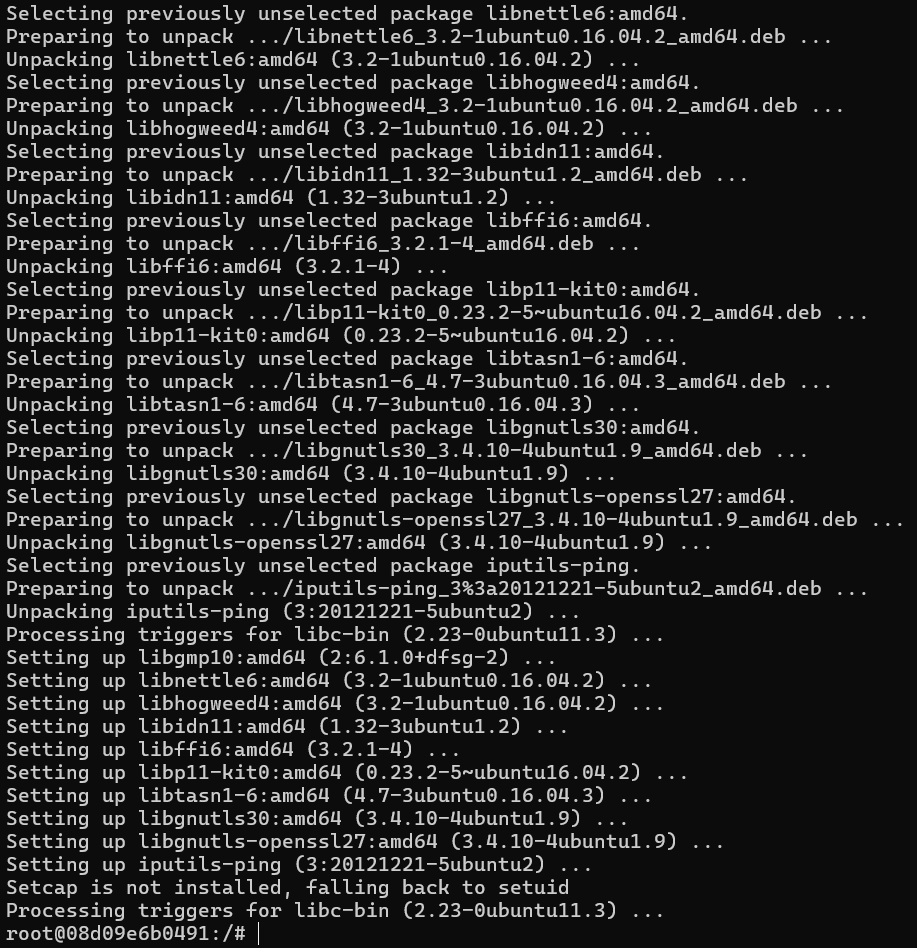 Selecting previously unselected package libnettle6:amd64.
Preparing to unpack .../libnettle6_3.2-1ubuntu0.16.04.2_amd64.deb ...
Unpacking libnettle6:amd64 (3.2-1ubuntu0.16.04.2) ...
Selecting previously unselected package libhogweed4:amd64.
Preparing to unpack .../libhogweed4_3.2-1ubuntu0.16.04.2_amd64.deb ...
Unpacking libhogweed4:amd64 (3.2-1ubuntu0.16.04.2) ...
Selecting previously unselected package libidn11:amd64.
Preparing to unpack .../libidn11_1.32-3ubuntu1.2_amd64.deb ...
Unpacking libidn11:amd64 (1.32-3ubuntu1.2) ...
Selecting previously unselected package libffi6:amd64.
Preparing to unpack .../libffi6_3.2.1-4_amd64.deb ...
Unpacking libffi6:amd64 (3.2.1-4) ...
Selecting previously unselected package libp11-kit0:amd64.
Preparing to unpack .../libp11-kit0_0.23.2-5~ubuntu16.04.2_amd64.deb ...
Unpacking libp11-kit0:amd64 (0.23.2-5~ubuntu16.04.2) ...
Selecting previously unselected package libtasn1-6:amd64.
Preparing to unpack .../libtasn1-6_4.7-3ubuntu0.16.04.3_amd64.deb ...
Unpacking libtasn1-6:amd64 (4.7-3ubuntu0.16.04.3) ...
Selecting previously unselected package libgnutls30:amd64.
Preparing to unpack .../libgnutls30_3.4.10-4ubuntu1.9_amd64.deb ...
Unpacking libgnutls30:amd64 (3.4.10-4ubuntu1.9) ...
Selecting previously unselected package libgnutls-openssl27:amd64.
Preparing to unpack .../libgnutls-openssl27_3.4.10-4ubuntu1.9_amd64.deb ...
Unpacking libgnutls-openssl27:amd64 (3.4.10-4ubuntu1.9) ...
Selecting previously unselected package iputils-ping.
Preparing to unpack .../iputils-ping_3%3a20121221-5ubuntu2_amd64.deb ...
Unpacking iputils-ping (3:20121221-5ubuntu2) ...
Processing triggers for libc-bin (2.23-0ubuntu11.3) ...
Setting up libgmp10:amd64 (2:6.1.0+dfsg-2) ...
Setting up libnettle6:amd64 (3.2-1ubuntu0.16.04.2) ...
Setting up libhogweed4:amd64 (3.2-1ubuntu0.16.04.2) ...
Setting up libidn11:amd64 (1.32-3ubuntu1.2) ...
Setting up libffi6:amd64 (3.2.1-4) ...
Setting up libp11-kit0:amd64 (0.23.2-5~ubuntu16.04.2) ...
Setting up libtasn1-6:amd64 (4.7-3ubuntu0.16.04.3) ...
Setting up libgnutls30:amd64 (3.4.10-4ubuntu1.9) ...
Setting up libgnutls-openssl27:amd64 (3.4.10-4ubuntu1.9) ...
Setting up iputils-ping (3:20121221-5ubuntu2) ...
Setcap is not installed, falling back to setuid
Processing triggers for libc-bin (2.23-0ubuntu11.3) ...
root@08d09e6b0491:/#